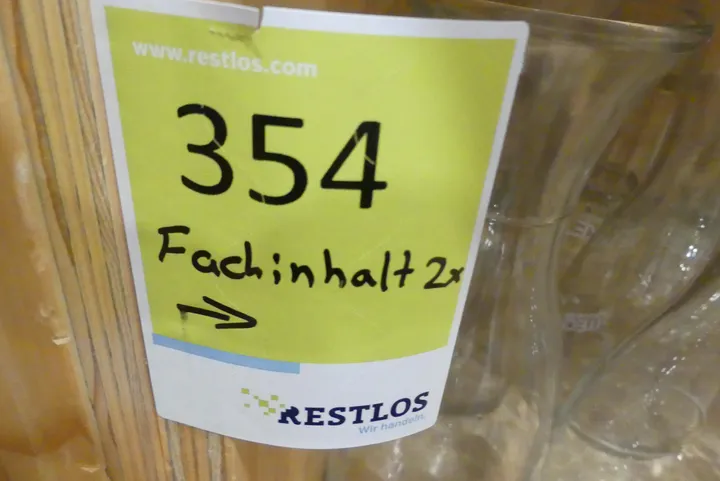 www.restlos.com
354
Fachinhalt 2x
→
RESTLOS
Wir handeln.